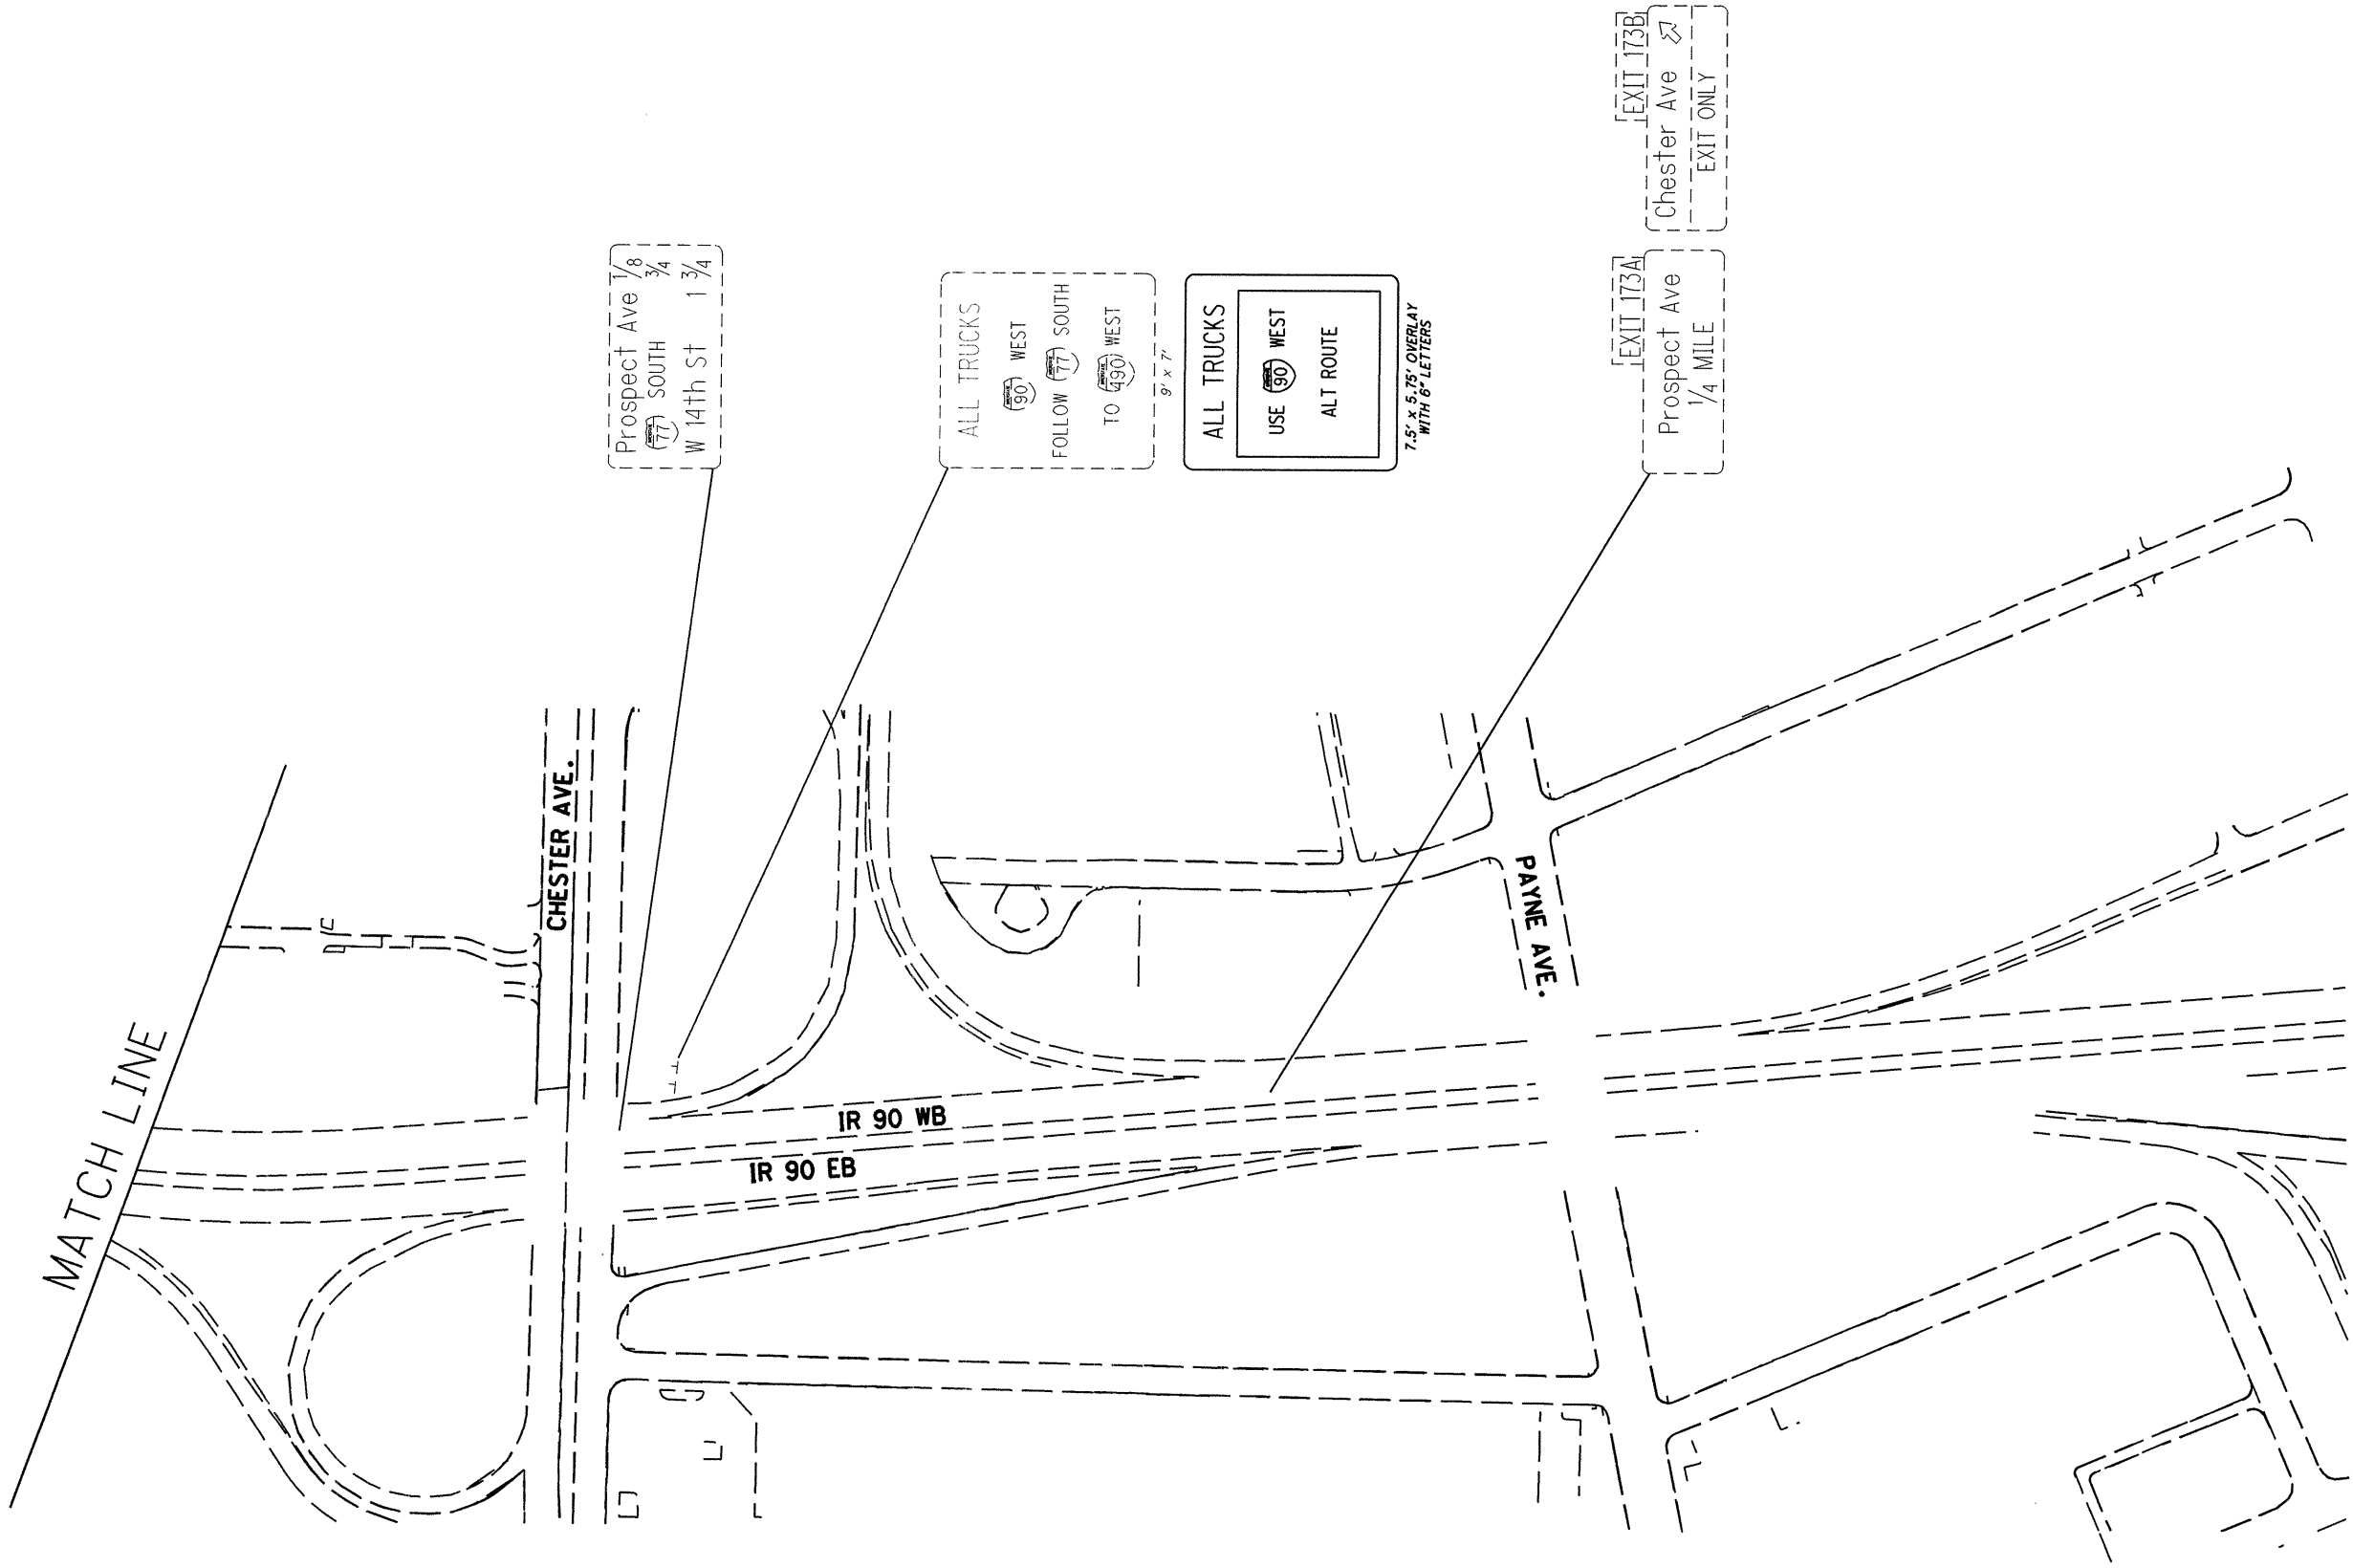 MATCH LINE
CHESTER AVE.
Prospect Ave 1/8
77 SOUTH 3/4
W 14th St 1 3/4
ALL TRUCKS
90 WEST
FOLLOW 77 SOUTH
TO 490 WEST
9' x 7'
ALL TRUCKS
USE 90 WEST
ALT ROUTE
7.5' x 5.75' OVERLAY
WITH 6" LETTERS
EXIT 173A
Prospect Ave
1/4 MILE
EXIT 173B
Chester Ave
EXIT ONLY
PAYNE AVE.
IR 90 WB
IR 90 EB